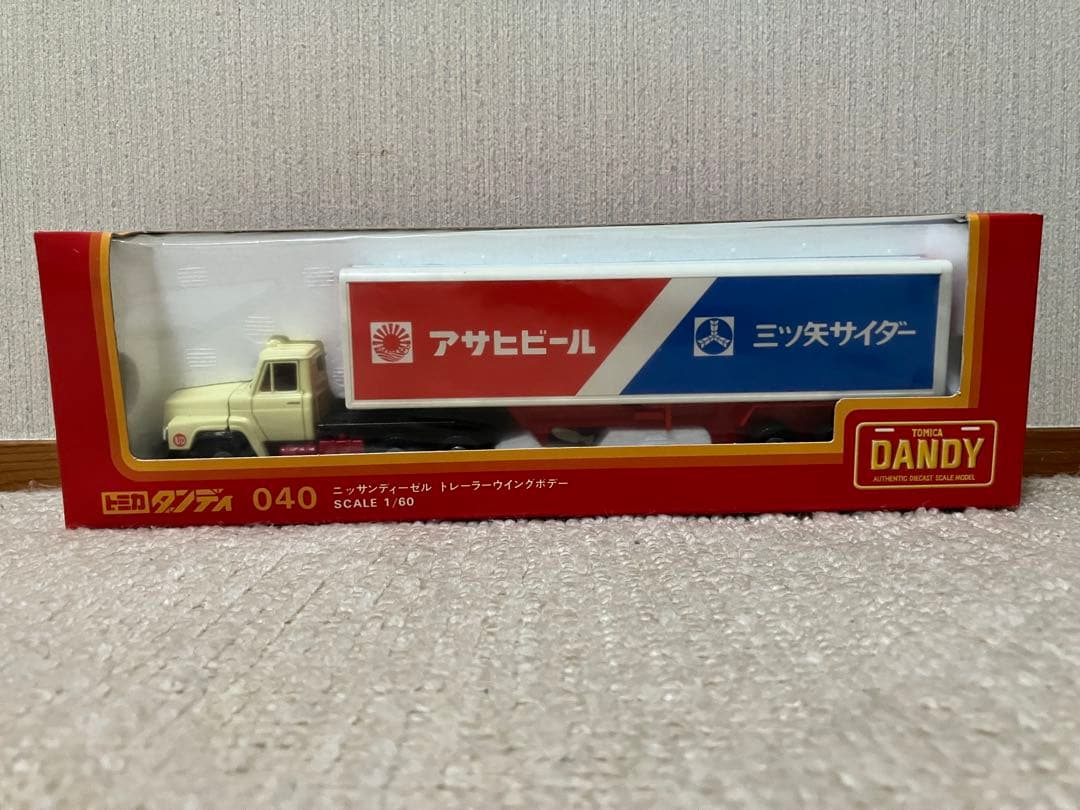 アサヒビール
三ツ矢サイダー
トミカ ダンディ 040
ニッサンディーゼル トレーラーウイングボデー
SCALE 1/60
TOMICA
DANDY
AUTHENTIC DIECAST SCALE MODEL